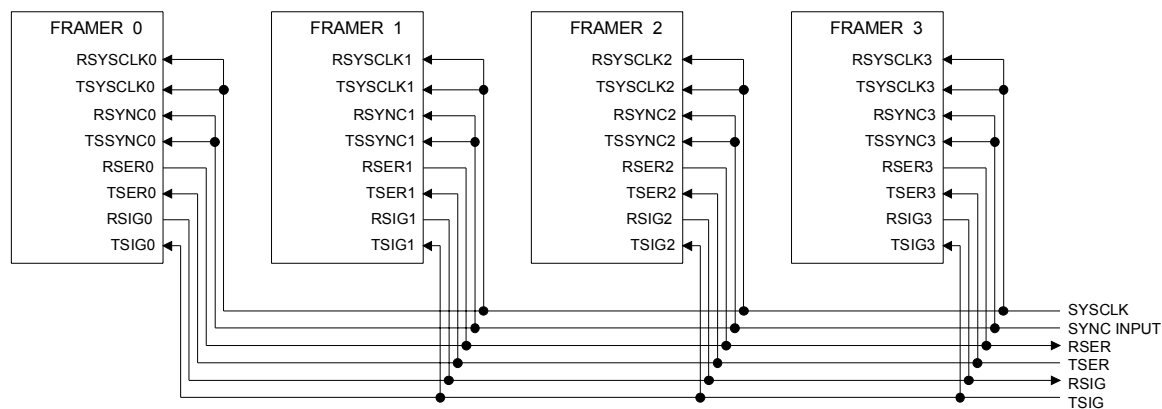 FRAMER 0
RSYSCLK0
TSYSCLK0
RSYNC0
TSSYNC0
RSER0
TSER0
RSIG0
TSIG0
FRAMER 1
RSYSCLK1
TSYSCLK1
RSYNC1
TSSYNC1
RSER1
TSER1
RSIG1
TSIG1
FRAMER 2
RSYSCLK2
TSYSCLK2
RSYNC2
TSSYNC2
RSER2
TSER2
RSIG2
TSIG2
FRAMER 3
RSYSCLK3
TSYSCLK3
RSYNC3
TSSYNC3
RSER3
TSER3
RSIG3
TSIG3
SYSCLK
SYNC INPUT
RSER
TSER
RSIG
TSIG